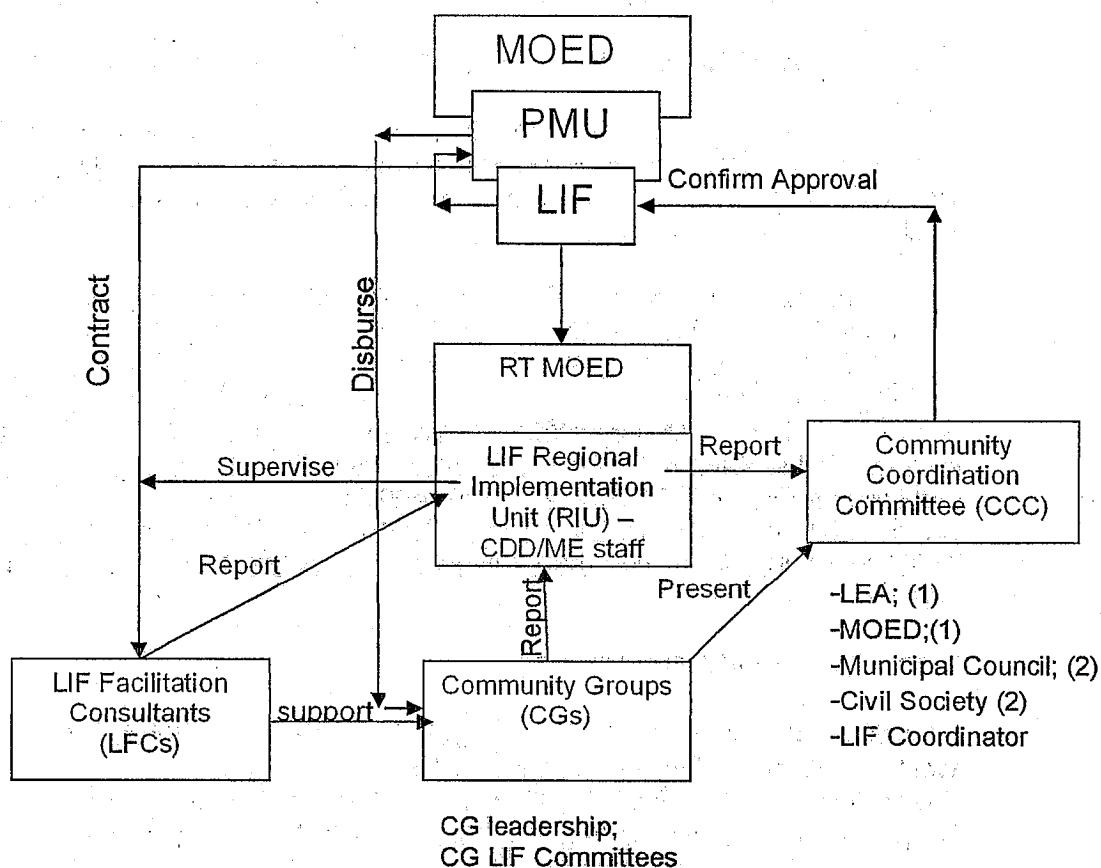 MOED
PMU
LIF
Confirm Approval
Contract
Disburse
RT MOED
LIF Regional
Implementation
Unit (RIU) –
CDD/ME staff
Report
Community
Coordination
Committee (CCC)
Supervise
Report
Report
Present
-LEA; (1)
-MOED;(1)
-Municipal Council; (2)
-Civil Society (2)
-LIF Coordinator
LIF Facilitation
Consultants
(LFCs)
support
Community Groups
(CGs)
CG leadership;
CG LIF Committees